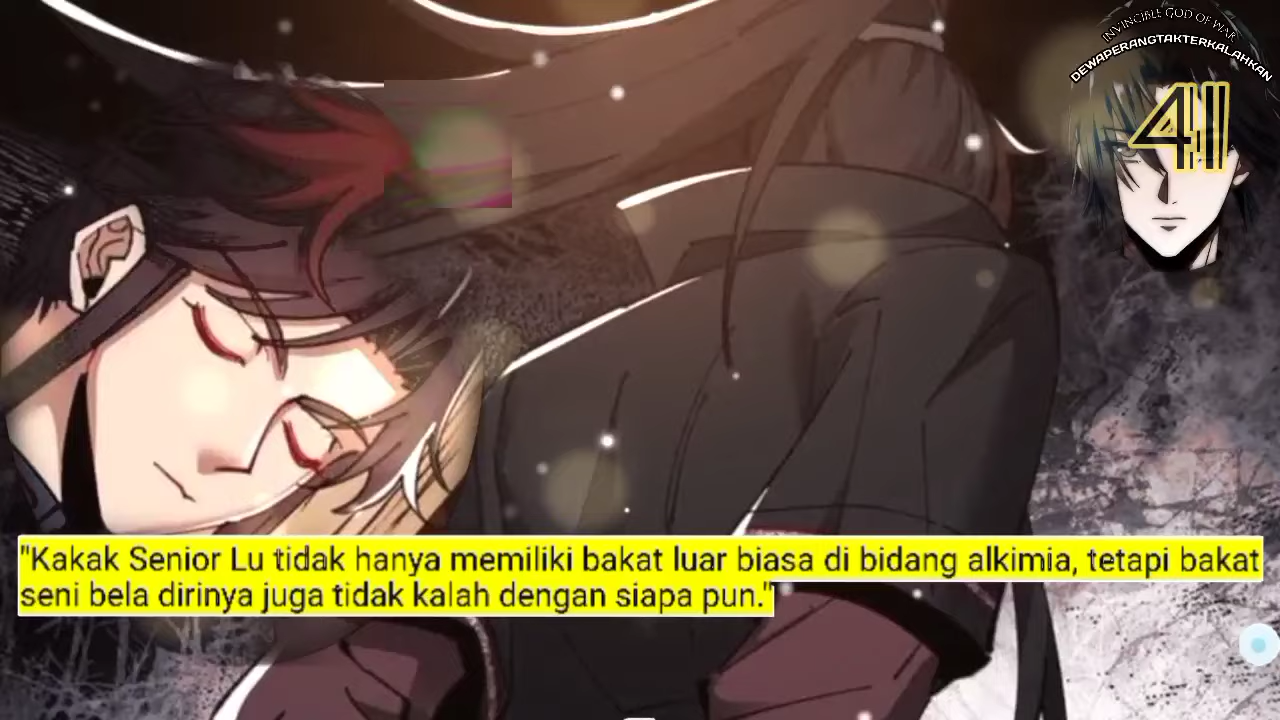 INVINCIBLE GOD OF WAR
DEWAPERANGTAKTERKALAHKAN
41
"Kakak Senior Lu tidak hanya memiliki bakat luar biasa di bidang alkimia, tetapi bakat
seni bela dirinya juga tidak kalah dengan siapa pun."